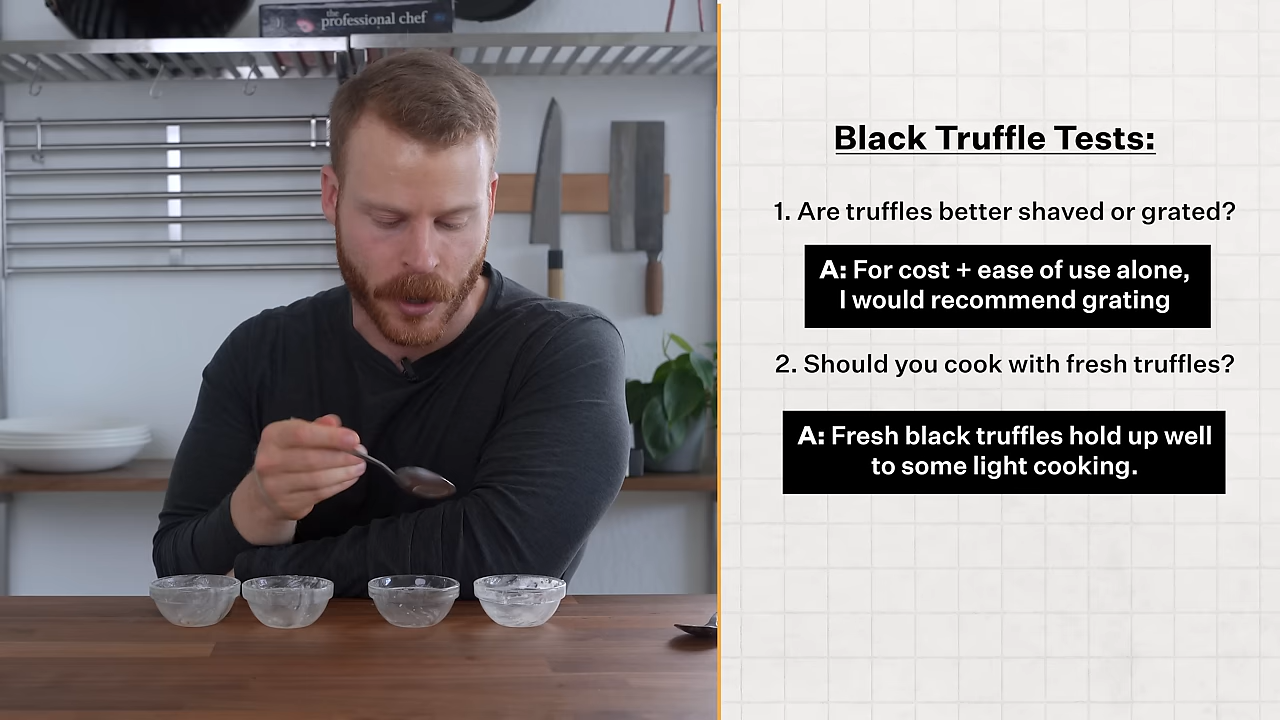 the
professional chef
Black Truffle Tests:
1. Are truffles better shaved or grated?
A: For cost + ease of use alone,
I would recommend grating
2. Should you cook with fresh truffles?
A: Fresh black truffles hold up well
to some light cooking.